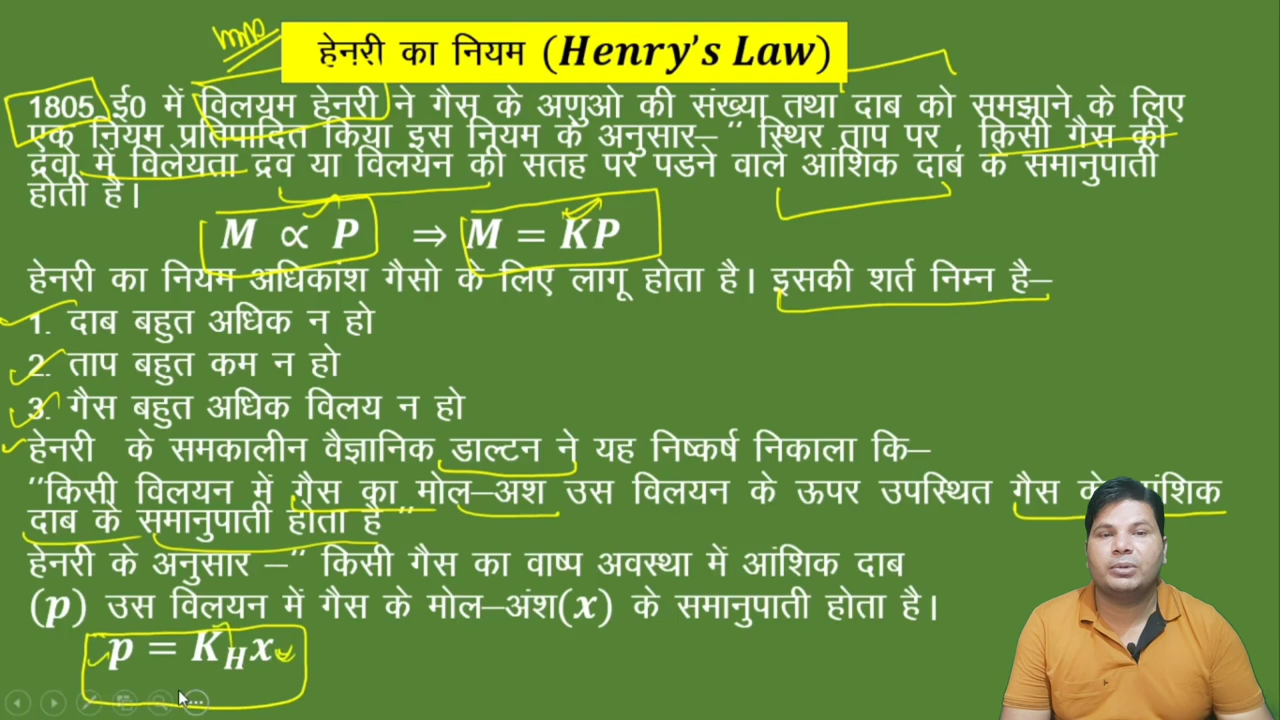 हेनरी का नियम (Henry's Law)
1805 ई0 में विलयम हेनरी ने गैस के अणुओ की संख्या तथा दाब को समझाने के लिए
एक नियम प्रतिपादित किया इस नियम के अनुसार–" स्थिर ताप पर , किसी गैस की
द्रवो में विलेयता द्रव या विलयन की सतह पर पडने वाले आंशिक दाब के समानुपाती
होती है।
M ∝ P ⇒ M = KP
हेनरी का नियम अधिकांश गैसो के लिए लागू होता है। इसकी शर्त निम्न है–
1. दाब बहुत अधिक न हो
2. ताप बहुत कम न हो
3. गैस बहुत अधिक विलय न हो
हेनरी के समकालीन वैज्ञानिक डाल्टन ने यह निष्कर्ष निकाला कि–
"किसी विलयन में गैस का मोल–अश उस विलयन के ऊपर उपस्थित गैस के आंशिक
दाब के समानुपाती होता है "
हेनरी के अनुसार –" किसी गैस का वाष्प अवस्था में आंशिक दाब
(p) उस विलयन में गैस के मोल–अंश(x) के समानुपाती होता है।
p = K_H x